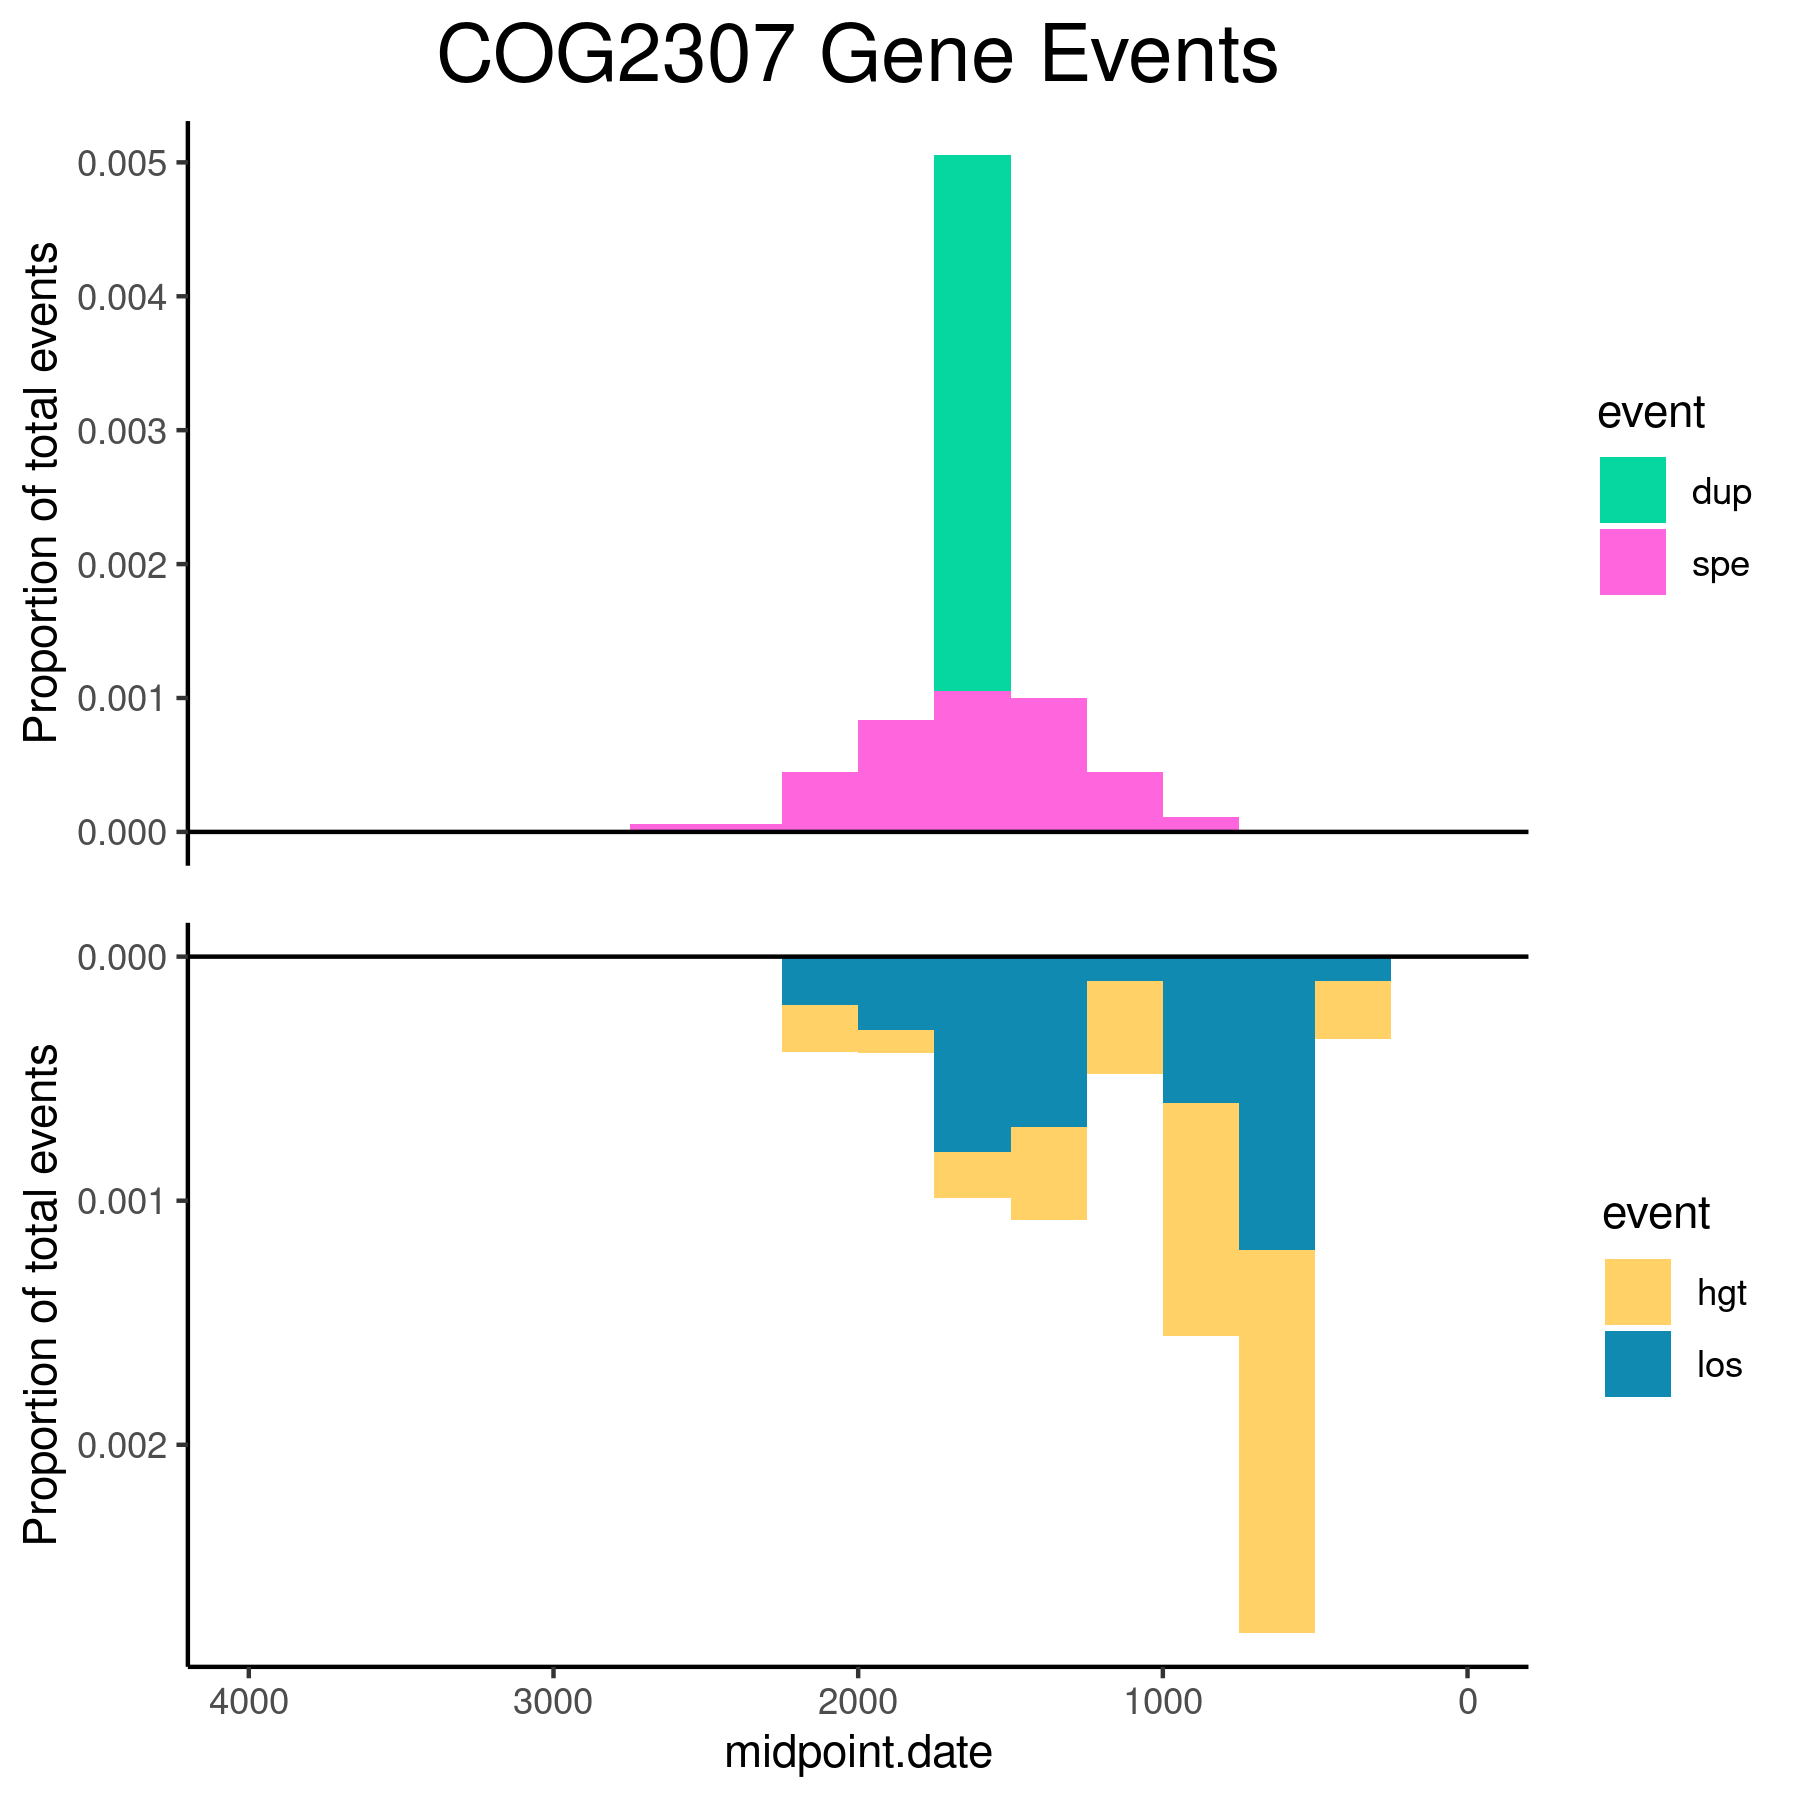 COG2307 Gene Events
Proportion of total events
0.005
0.004
0.003
0.002
0.001
0.000
event
dup
spe
Proportion of total events
0.000
0.001
0.002
event
hgt
los
4000 3000 2000 1000 0
midpoint.date